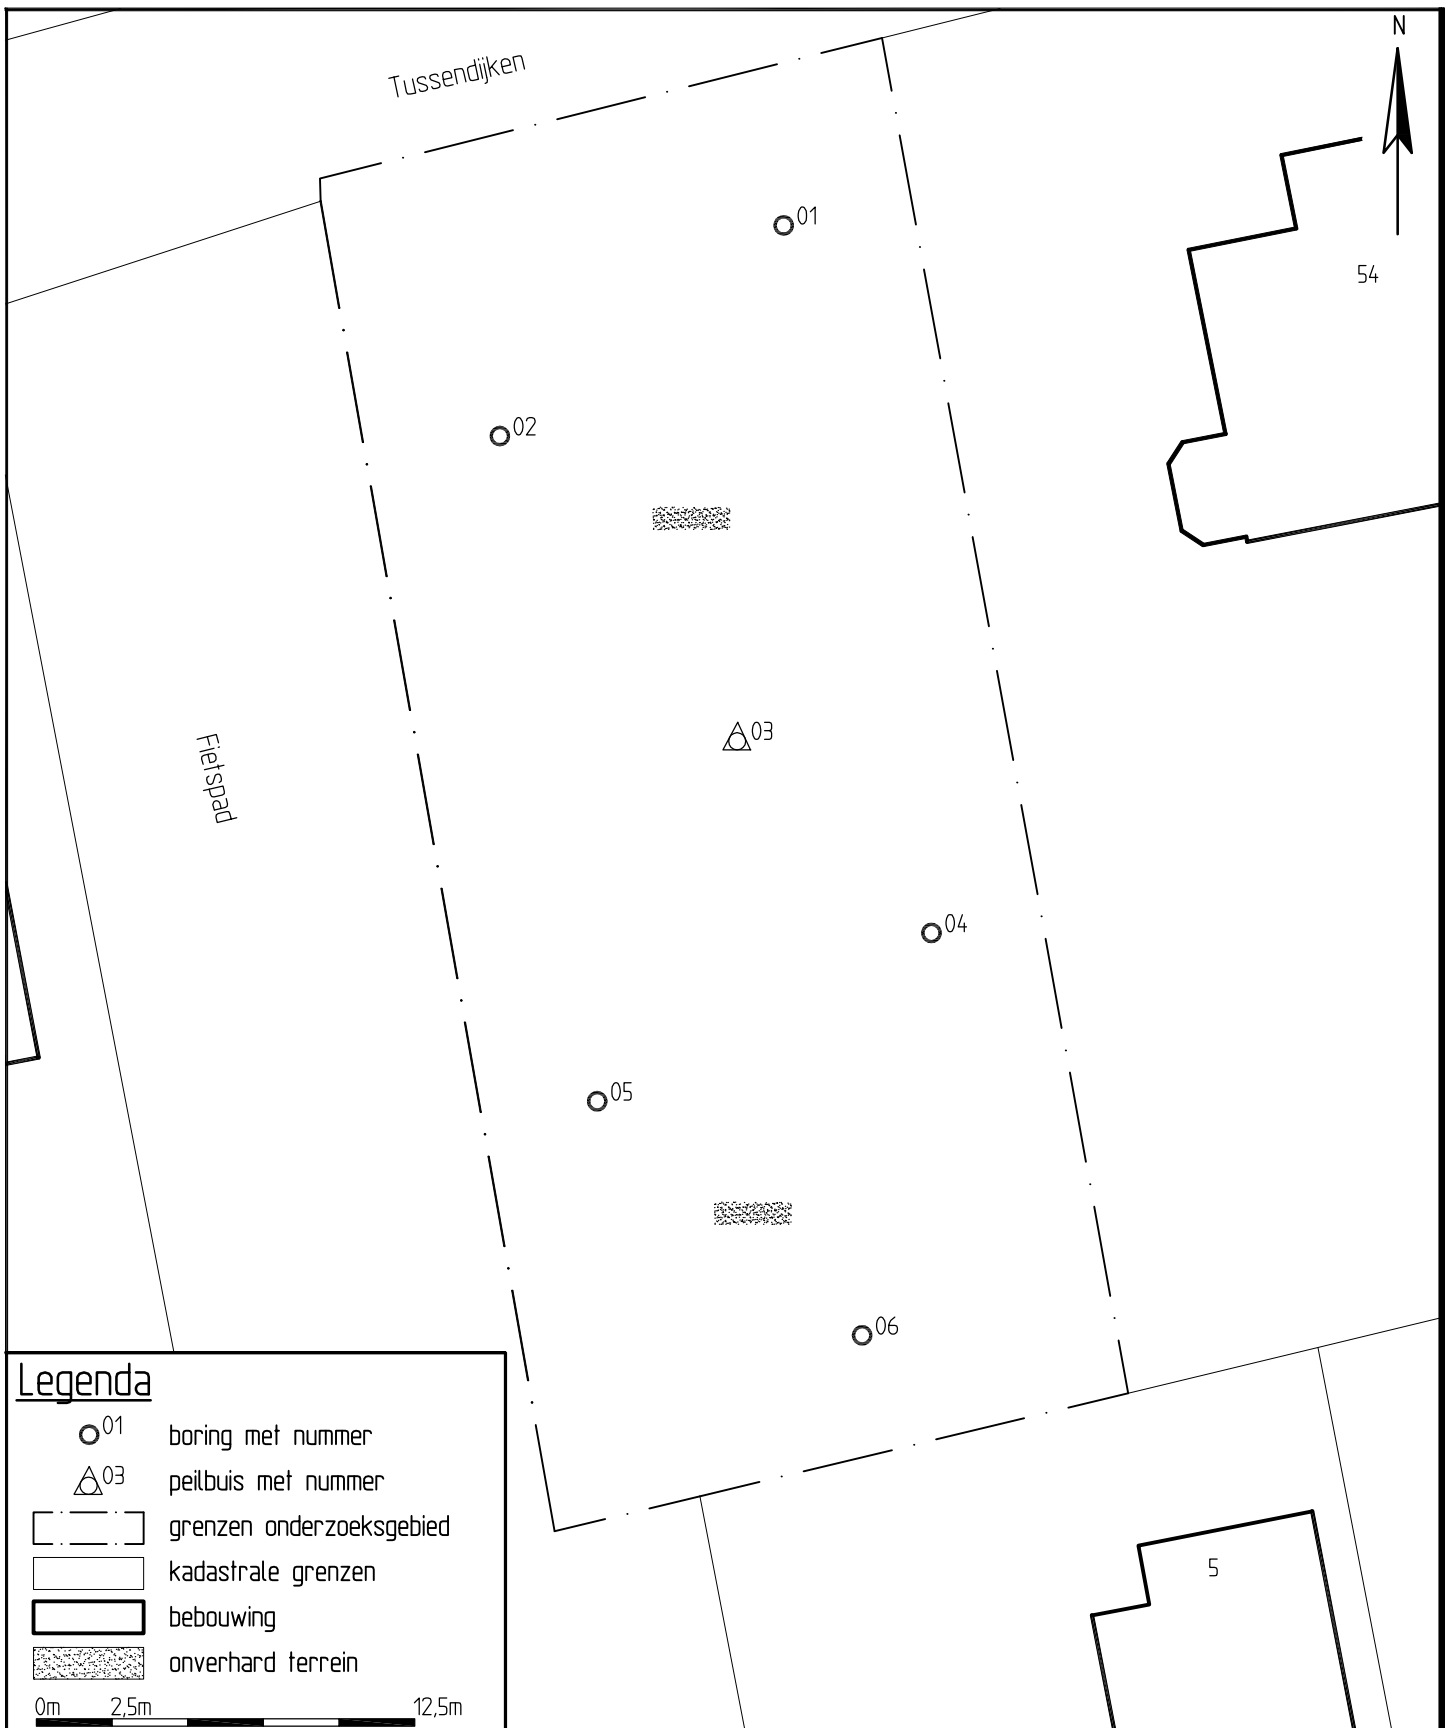 N
Tussendijken
01
54
02
03
Fietspad
04
05
06
Legenda
01 boring met nummer
03 peilbuis met nummer
grenzen onderzoeksgebied
kadastrale grenzen
bebouwing
onverhard terrein
0m 2,5m 12,5m
5